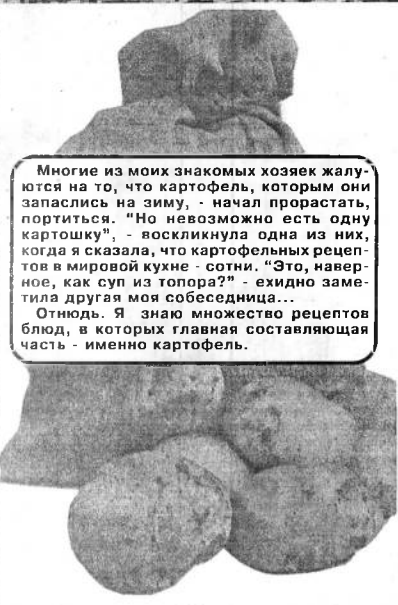 Многие из моих знакомых хозяек жалу-
ются на то, что картофель, которым они
запаслись на зиму, - начал прорастать,
портиться. "Но невозможно есть одну
картошку", - воскликнула одна из них,
когда я сказала, что картофельных рецеп-
тов в мировой кухне - сотни. "Это, навер-
ное, как суп из топора?" - ехидно заме-
тила другая моя собеседница...
Отнюдь. Я знаю множество рецептов
блюд, в которых главная составляющая
часть - именно картофель.